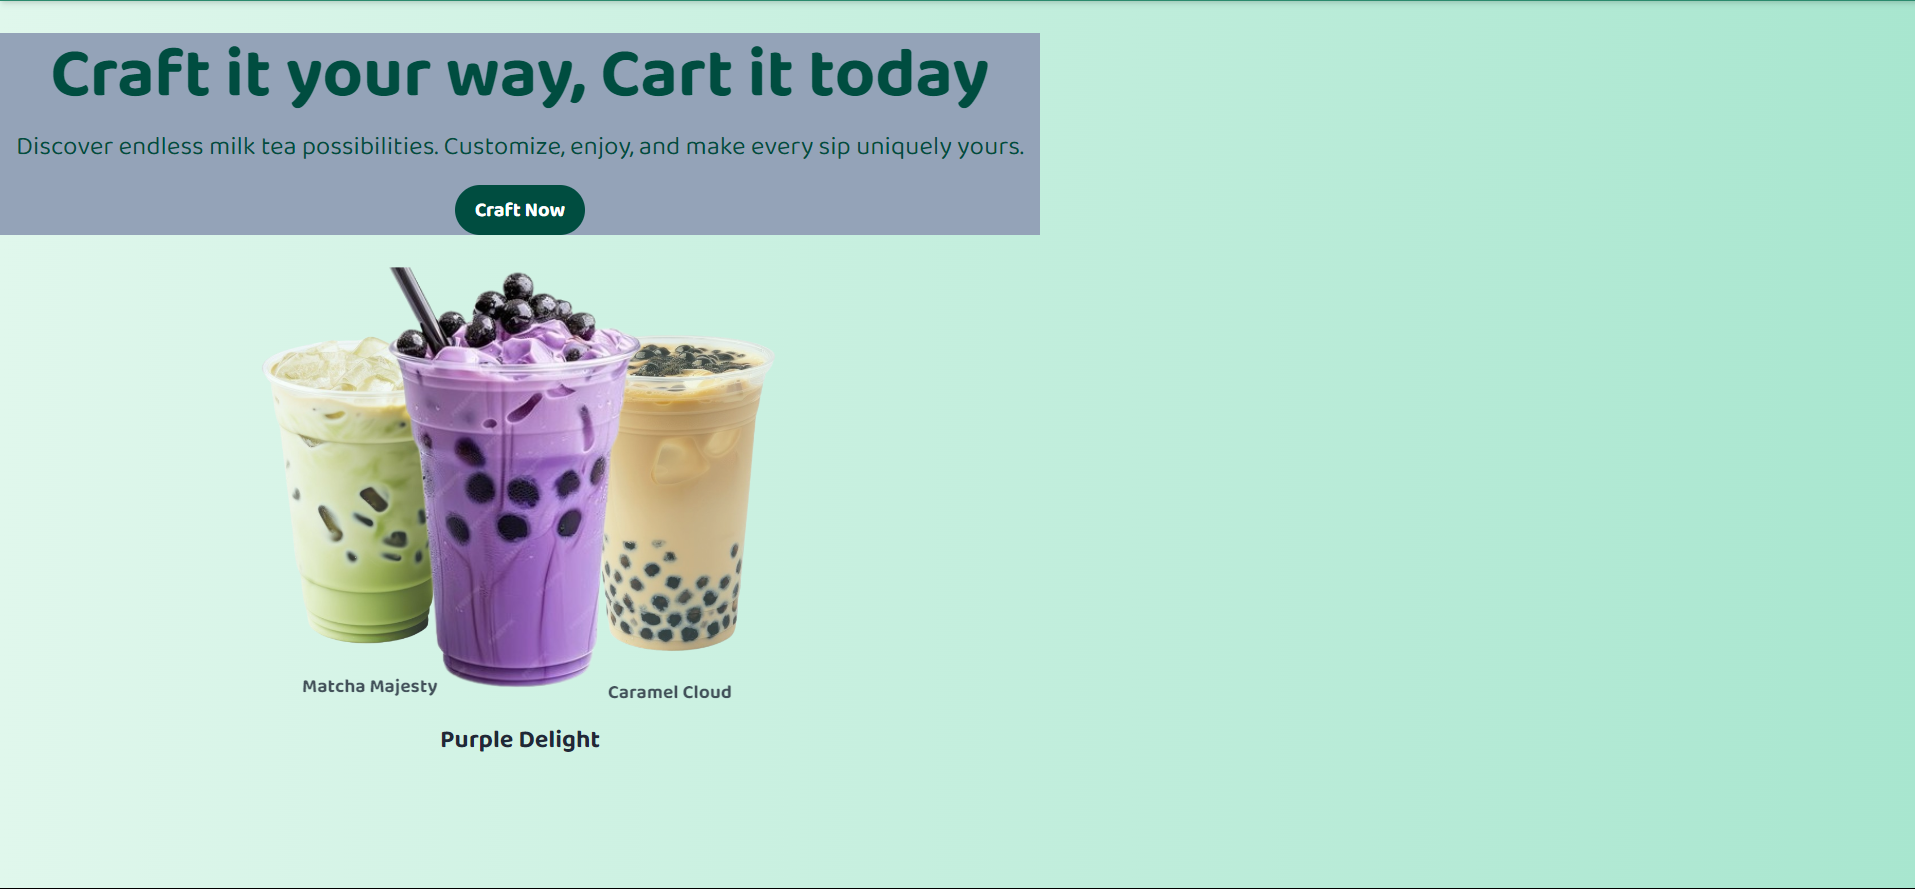 Craft it your way, Cart it today
Discover endless milk tea possibilities. Customize, enjoy, and make every sip uniquely yours.
Craft Now
Matcha Majesty
Caramel Cloud
Purple Delight